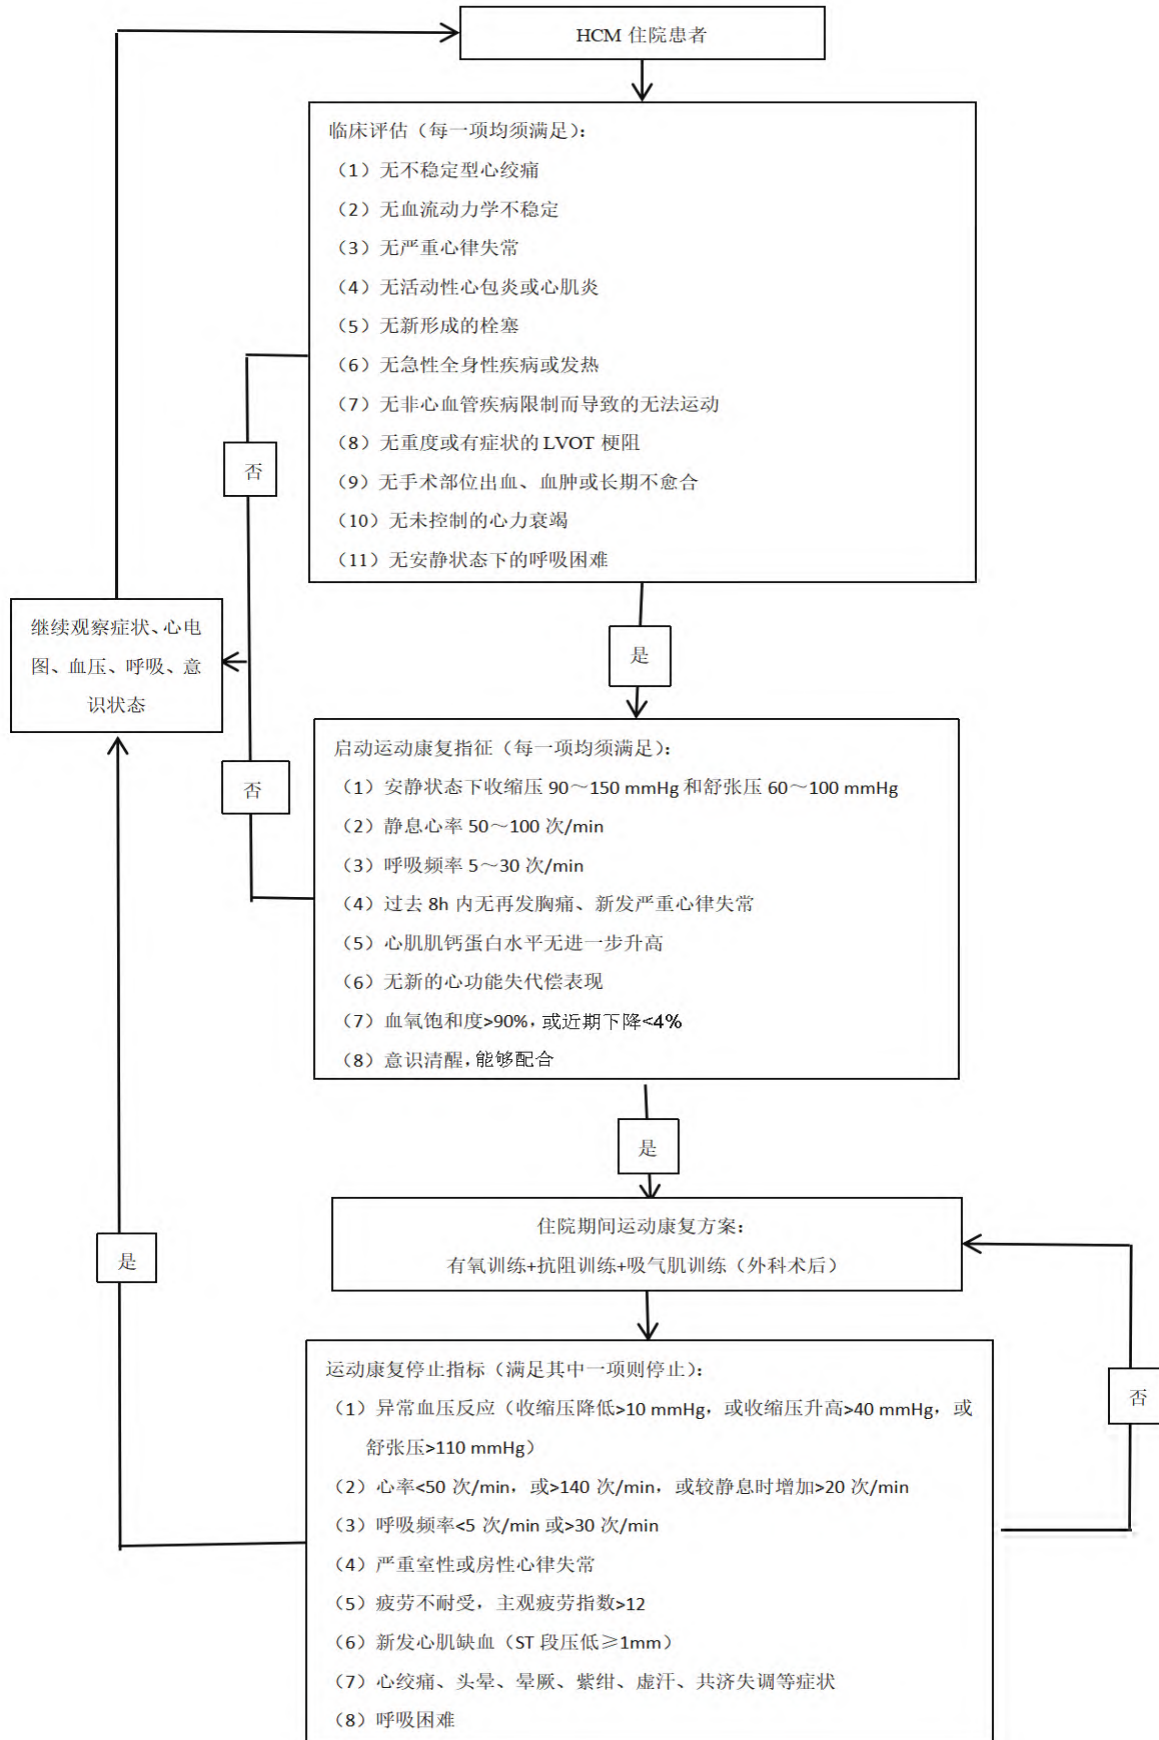 HCM 住院患者
临床评估（每一项均须满足）：
（1）无不稳定型心绞痛
（2）无血流动力学不稳定
（3）无严重心律失常
（4）无活动性心包炎或心肌炎
（5）无新形成的栓塞
（6）无急性全身性疾病或发热
（7）无非心血管疾病限制而导致的无法运动
（8）无重度或有症状的 LVOT 梗阻
（9）无手术部位出血、血肿或长期不愈合
（10）无未控制的心力衰竭
（11）无安静状态下的呼吸困难
否
继续观察症状、心电
图、血压、呼吸、意
识状态
是
启动运动康复指征（每一项均须满足）：
（1）安静状态下收缩压 90～150 mmHg 和舒张压 60～100 mmHg
（2）静息心率 50～100 次/min
（3）呼吸频率 5～30 次/min
（4）过去 8h 内无再发胸痛、新发严重心律失常
（5）心肌肌钙蛋白水平无进一步升高
（6）无新的心功能失代偿表现
（7）血氧饱和度>90%，或近期下降<4%
（8）意识清醒，能够配合
否
是
住院期间运动康复方案：
有氧训练+抗阻训练+吸气肌训练（外科术后）
是
运动康复停止指标（满足其中一项则停止）：
（1）异常血压反应（收缩压降低>10 mmHg，或收缩压升高>40 mmHg，或
舒张压>110 mmHg）
（2）心率<50 次/min，或>140 次/min，或较静息时增加>20 次/min
（3）呼吸频率<5 次/min 或>30 次/min
（4）严重室性或房性心律失常
（5）疲劳不耐受，主观疲劳指数>12
（6）新发心肌缺血（ST 段压低≥1mm）
（7）心绞痛、头晕、晕厥、紫绀、虚汗、共济失调等症状
（8）呼吸困难
否